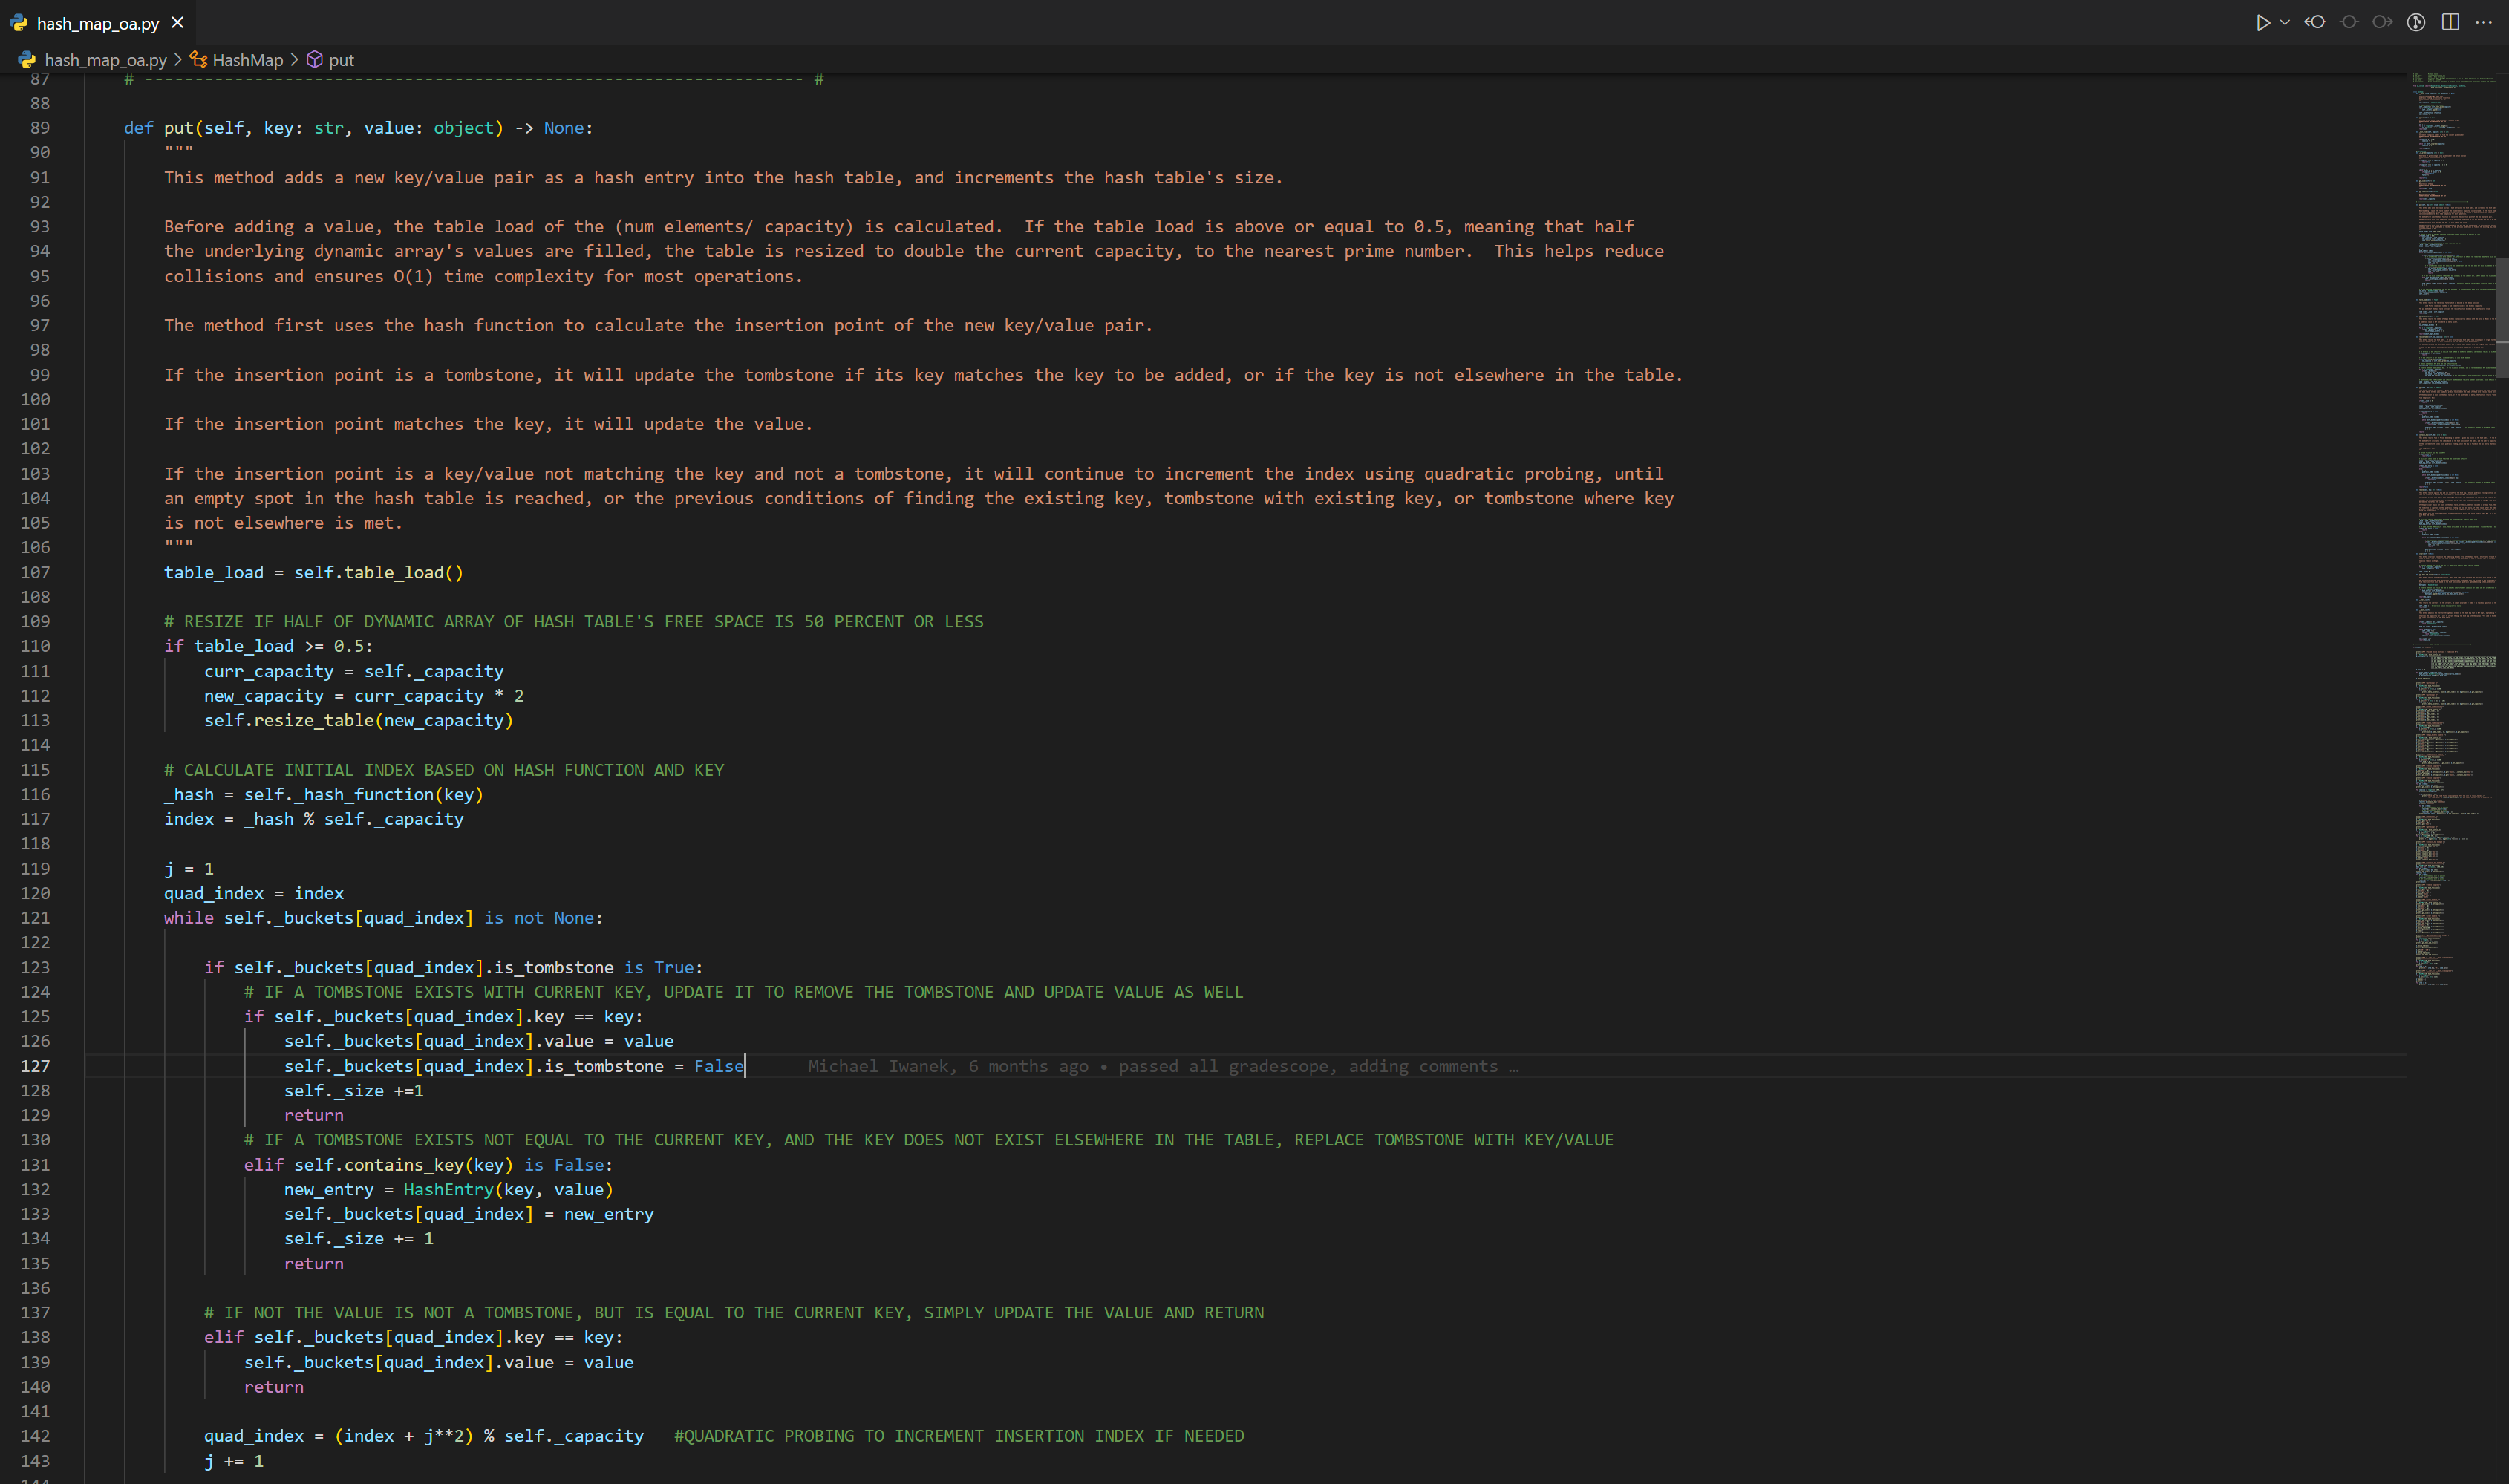 hash_map_oa.py
hash_map_oa.py > HashMap > put
87 # ------------------------------------------------------------------ #
88
89 def put(self, key: str, value: object) -> None:
90 """
91 This method adds a new key/value pair as a hash entry into the hash table, and increments the hash table's size.
92
93 Before adding a value, the table load of the (num elements/ capacity) is calculated.  If the table load is above or equal to 0.5, meaning that half
94 the underlying dynamic array's values are filled, the table is resized to double the current capacity, to the nearest prime number.  This helps reduce
95 collisions and ensures O(1) time complexity for most operations.
96
97 The method first uses the hash function to calculate the insertion point of the new key/value pair.
98
99 If the insertion point is a tombstone, it will update the tombstone if its key matches the key to be added, or if the key is not elsewhere in the table.
100
101 If the insertion point matches the key, it will update the value.
102
103 If the insertion point is a key/value not matching the key and not a tombstone, it will continue to increment the index using quadratic probing, until
104 an empty spot in the hash table is reached, or the previous conditions of finding the existing key, tombstone with existing key, or tombstone where key
105 is not elsewhere is met.
106 """
107 table_load = self.table_load()
108
109 # RESIZE IF HALF OF DYNAMIC ARRAY OF HASH TABLE'S FREE SPACE IS 50 PERCENT OR LESS
110 if table_load >= 0.5:
111 curr_capacity = self._capacity
112 new_capacity = curr_capacity * 2
113 self.resize_table(new_capacity)
114
115 # CALCULATE INITIAL INDEX BASED ON HASH FUNCTION AND KEY
116 _hash = self._hash_function(key)
117 index = _hash % self._capacity
118
119 j = 1
120 quad_index = index
121 while self._buckets[quad_index] is not None:
122
123 if self._buckets[quad_index].is_tombstone is True:
124 # IF A TOMBSTONE EXISTS WITH CURRENT KEY, UPDATE IT TO REMOVE THE TOMBSTONE AND UPDATE VALUE AS WELL
125 if self._buckets[quad_index].key == key:
126 self._buckets[quad_index].value = value
127 self._buckets[quad_index].is_tombstone = False Michael Iwanek, 6 months ago • passed all gradescope, adding comments …
128 self._size +=1
129 return
130 # IF A TOMBSTONE EXISTS NOT EQUAL TO THE CURRENT KEY, AND THE KEY DOES NOT EXIST ELSEWHERE IN THE TABLE, REPLACE TOMBSTONE WITH KEY/VALUE
131 elif self.contains_key(key) is False:
132 new_entry = HashEntry(key, value)
133 self._buckets[quad_index] = new_entry
134 self._size += 1
135 return
136
137 # IF NOT THE VALUE IS NOT A TOMBSTONE, BUT IS EQUAL TO THE CURRENT KEY, SIMPLY UPDATE THE VALUE AND RETURN
138 elif self._buckets[quad_index].key == key:
139 self._buckets[quad_index].value = value
140 return
141
142 quad_index = (index + j**2) % self._capacity   #QUADRATIC PROBING TO INCREMENT INSERTION INDEX IF NEEDED
143 j += 1
144